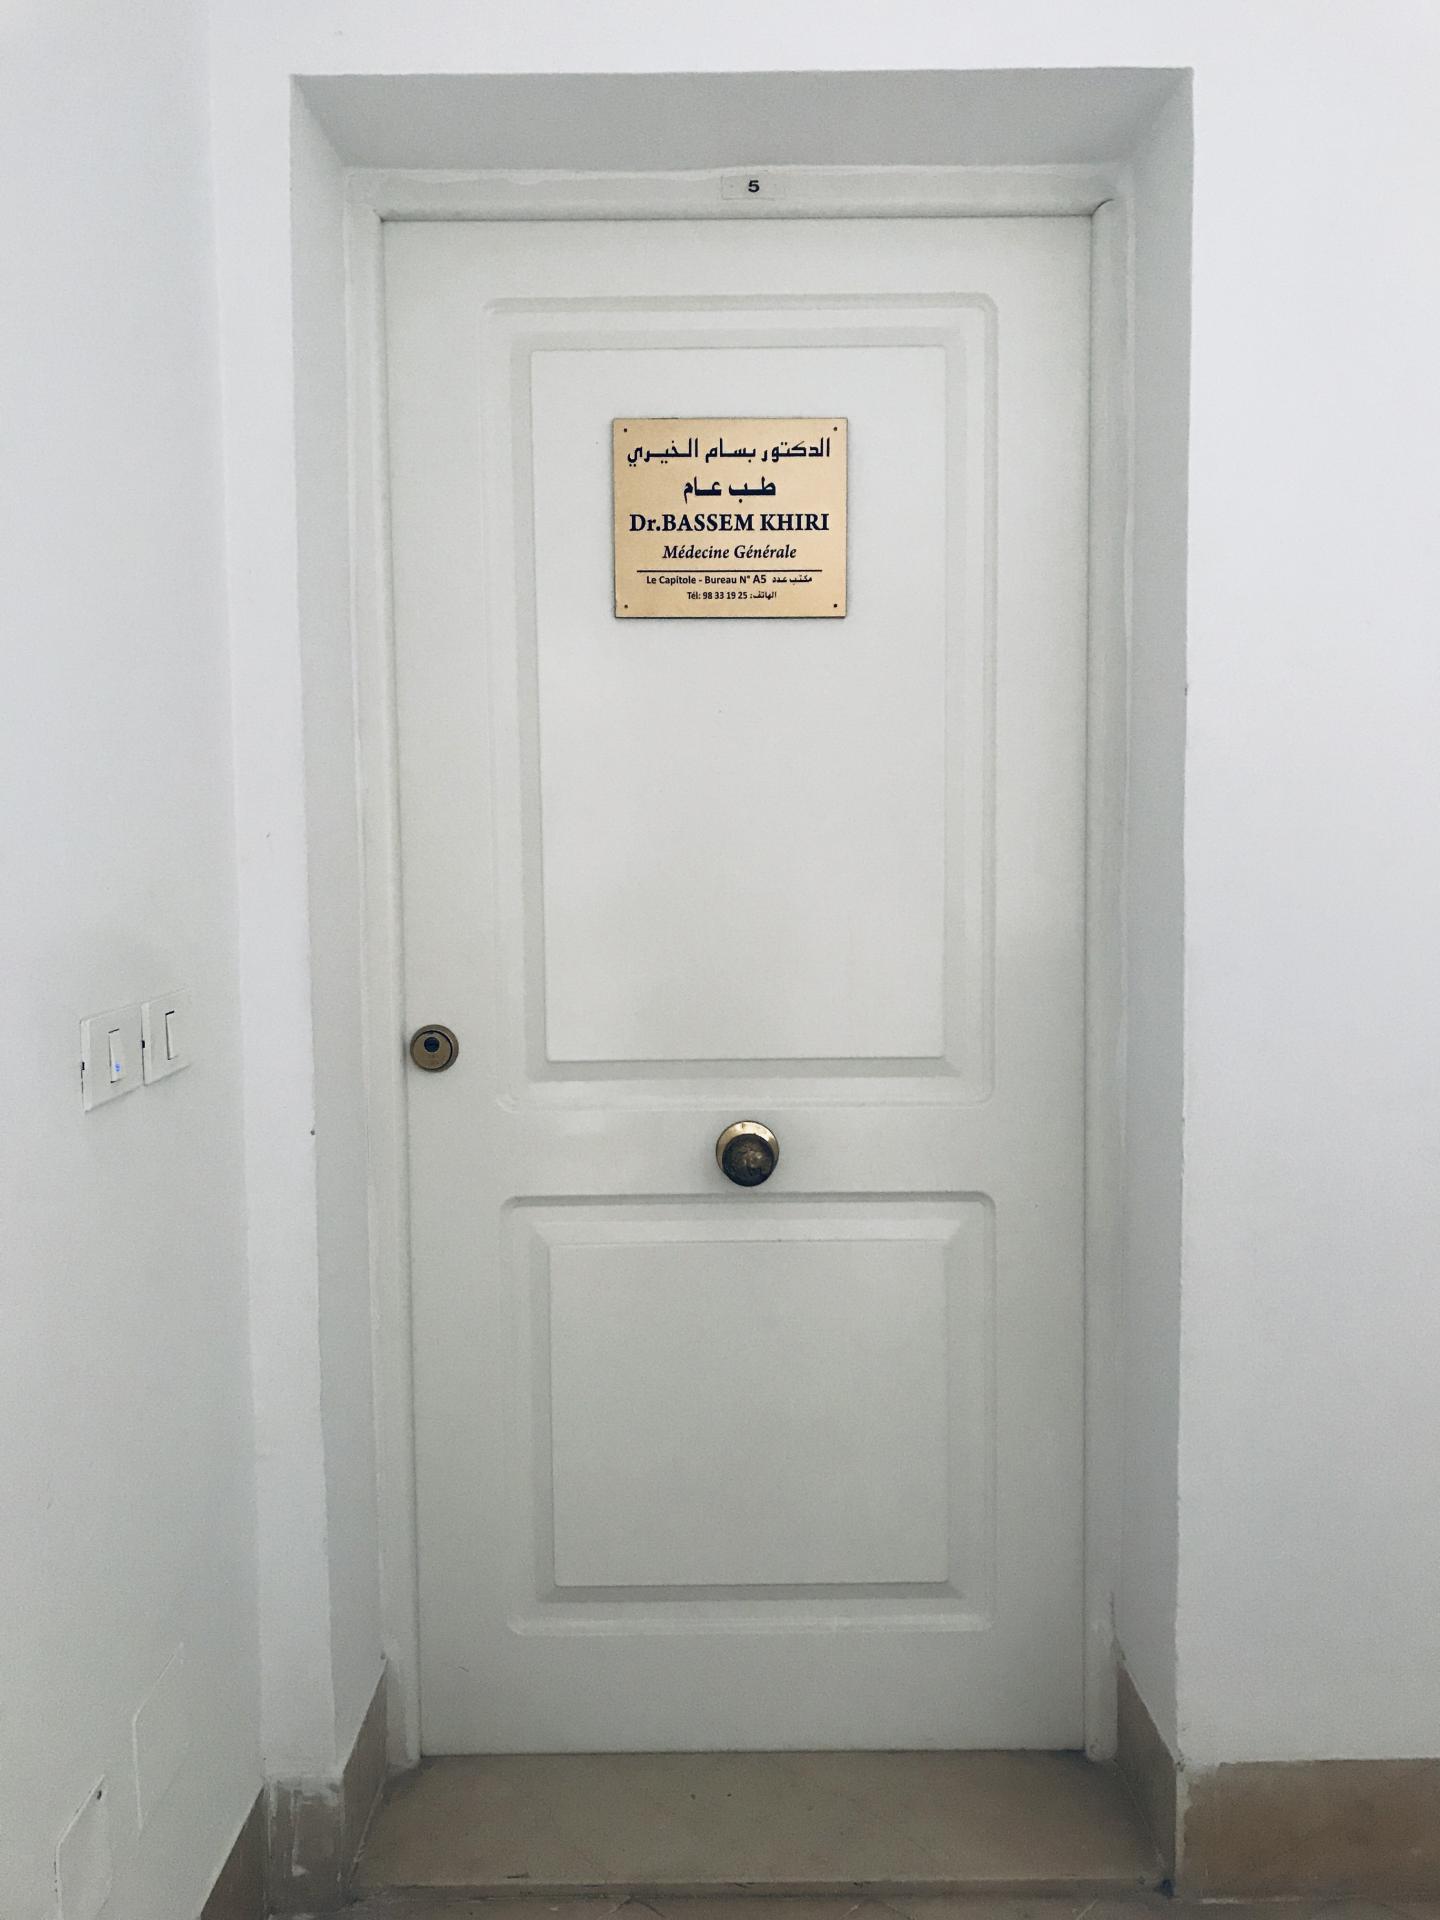 5
الدكتور بسام الخيري
طب عام
Dr.BASSEM KHIRI
Médecine Générale
Le Capitole - Bureau N° A5 مكتب عدد
Tél: 98 33 19 25 :الهاتف